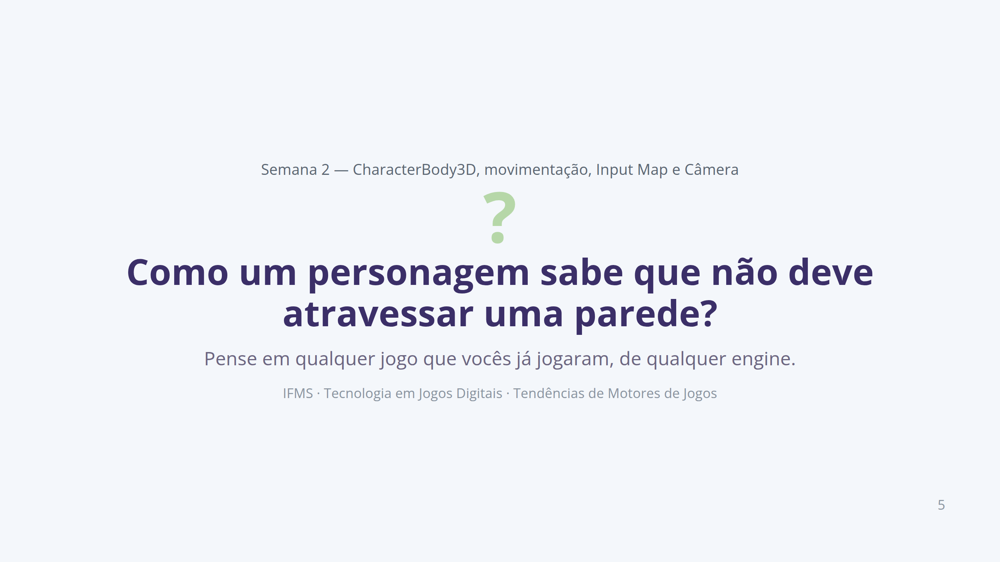 Semana 2 — CharacterBody3D, movimentação, Input Map e Câmera
?
Como um personagem sabe que não deve
atravessar uma parede?
Pense em qualquer jogo que vocês já jogaram, de qualquer engine.
IFMS · Tecnologia em Jogos Digitais · Tendências de Motores de Jogos
5